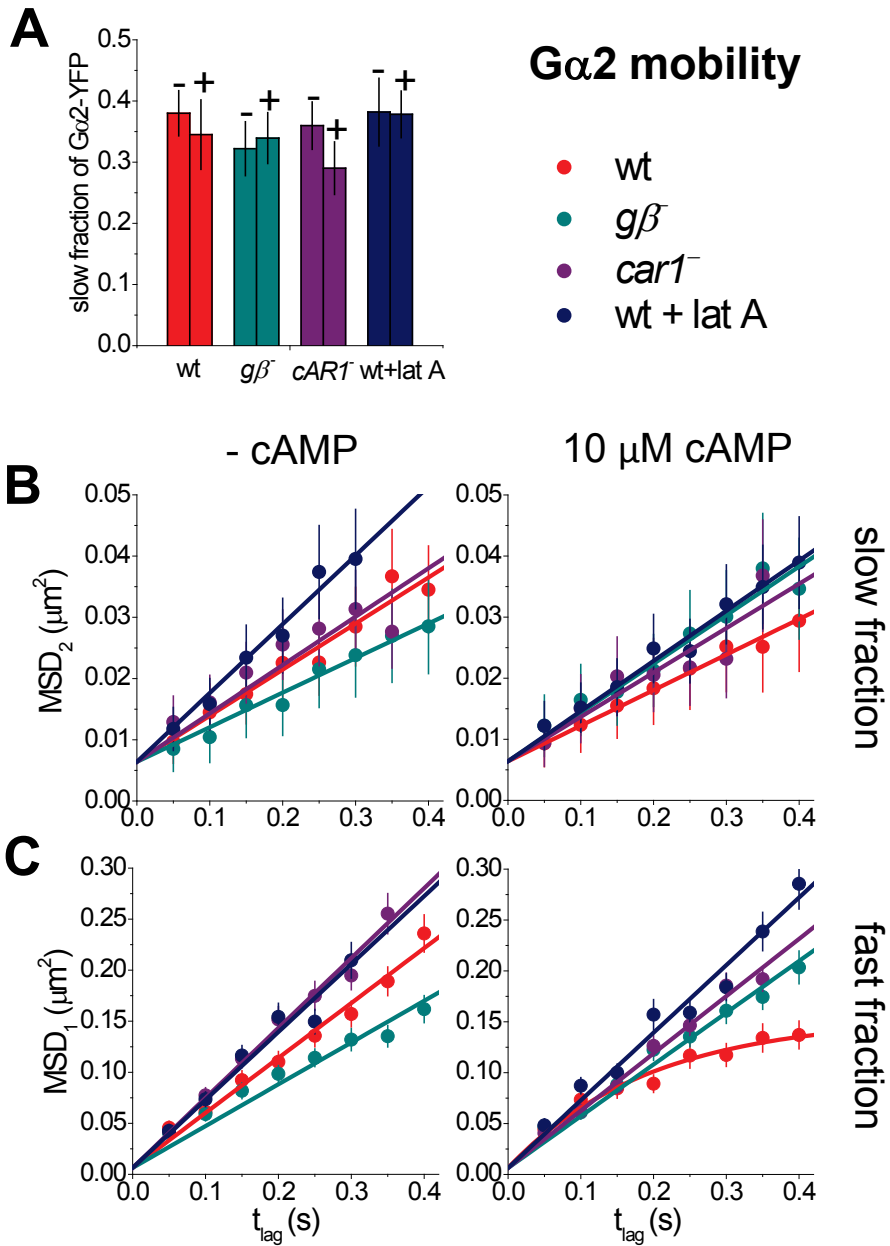 A
Gα2 mobility
slow fraction of Gα2-YFP
0.5
0.4
0.3
0.2
0.1
0.0
- + - + - + - +
wt gβ- cAR1- wt+lat A
wt
gβ-
car1-
wt + lat A
- cAMP
10 μM cAMP
B
MSD2 (μm2)
0.05
0.04
0.03
0.02
0.01
0.00
0.0 0.1 0.2 0.3 0.4
0.05
0.04
0.03
0.02
0.01
0.00
0.0 0.1 0.2 0.3 0.4
slow fraction
C
MSD1 (μm2)
0.30
0.25
0.20
0.15
0.10
0.05
0.00
0.0 0.1 0.2 0.3 0.4
tlag (s)
0.30
0.25
0.20
0.15
0.10
0.05
0.00
0.0 0.1 0.2 0.3 0.4
tlag (s)
fast fraction